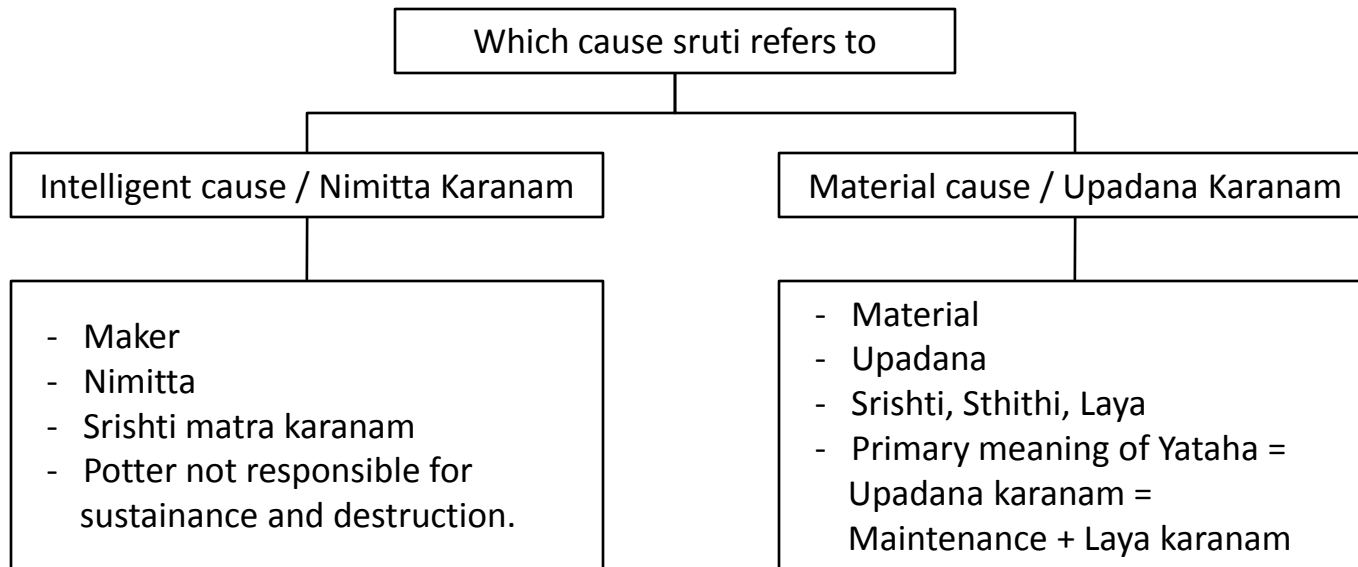 Which cause sruti refers to
Intelligent cause / Nimitta Karanam
Material cause / Upadana Karanam
- Maker
- Nimitta
- Srishti matra karanam
- Potter not responsible for
sustainance and destruction.
- Material
- Upadana
- Srishti, Sthithi, Laya
- Primary meaning of Yataha =
Upadana karanam =
Maintenance + Laya karanam